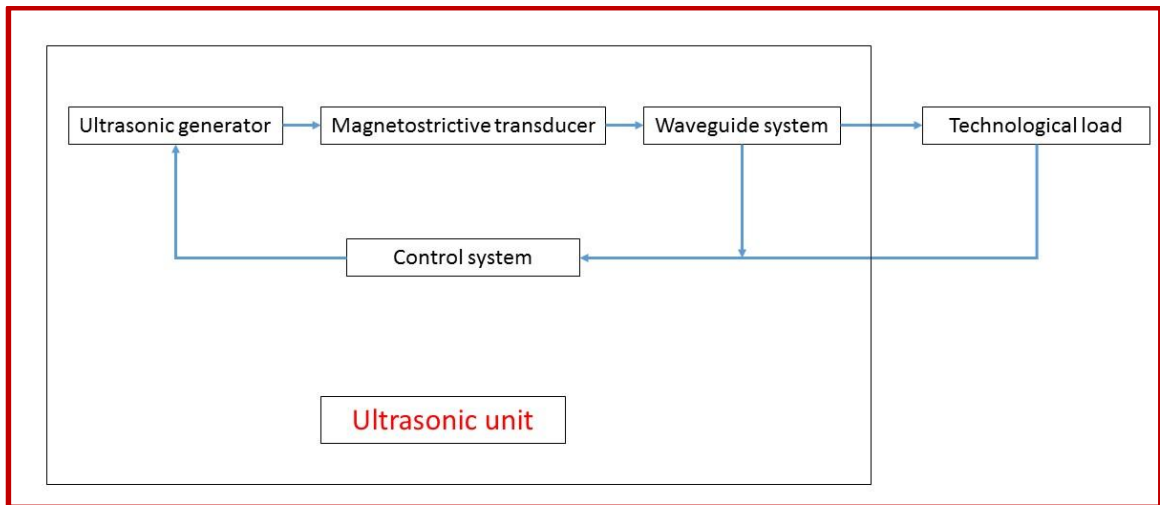 Ultrasonic generator
Magnetostrictive transducer
Waveguide system
Technological load
Control system
Ultrasonic unit